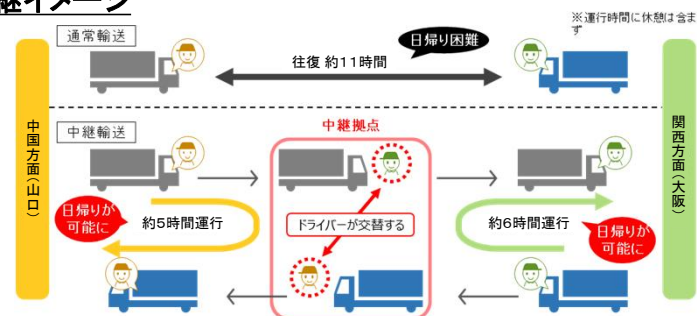 継イメージ
※運行時間に休憩は含ま
ず
通常輸送
日帰り困難
往復 約11時間
中国方面(山口)
関西方面(大阪)
中継輸送
中継拠点
日帰りが
可能に
約5時間運行
ドライバーが交替する
約6時間運行
日帰りが
可能に